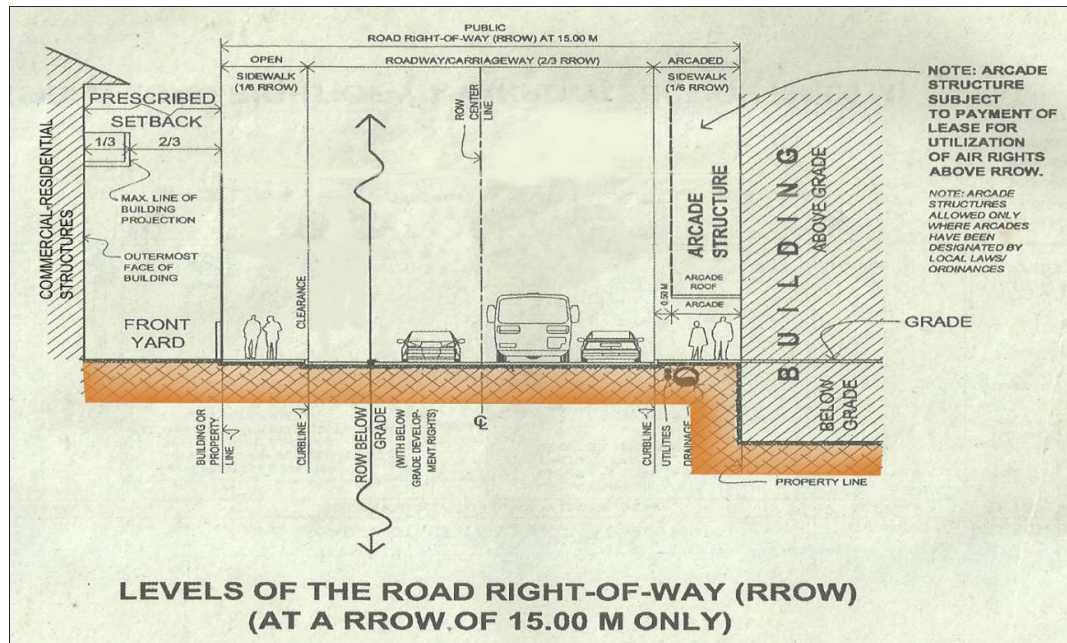 PUBLIC
ROAD RIGHT-OF-WAY (RROW) AT 15.00 M
OPEN
ROADWAY/CARRIAGEWAY (2/3 RROW)
ARCADED
SIDEWALK
(1/6 RROW)
SIDEWALK
(1/6 RROW)
PRESCRIBED
SETBACK
1/3
2/3
MAX. LINE OF
BUILDING
PROJECTION
OUTERMOST
FACE OF
BUILDING
COMMERCIAL-RESIDENTIAL
STRUCTURES
FRONT
YARD
CLEARANCE
ROW
CENTER
LINE
ARCADE
STRUCTURE
ARCADE
ROOF
ARCADE
0.50 M
BUILDING
ABOVE GRADE
BELOW
GRADE
NOTE: ARCADE
STRUCTURE
SUBJECT
TO PAYMENT OF
LEASE FOR
UTILIZATION
OF AIR RIGHTS
ABOVE RROW.
NOTE: ARCADE
STRUCTURES
ALLOWED ONLY
WHERE ARCADES
HAVE BEEN
DESIGNATED BY
LOCAL LAWS/
ORDINANCES
GRADE
BUILDING OR
PROPERTY
LINE
CURBLINE
ROW BELOW
GRADE
(WITH BELOW
GRADE DEVELOP-
MENT RIGHTS)
CURBLINE
UTILITIES
DRAINAGE
PROPERTY LINE
LEVELS OF THE ROAD RIGHT-OF-WAY (RROW)
(AT A RROW OF 15.00 M ONLY)